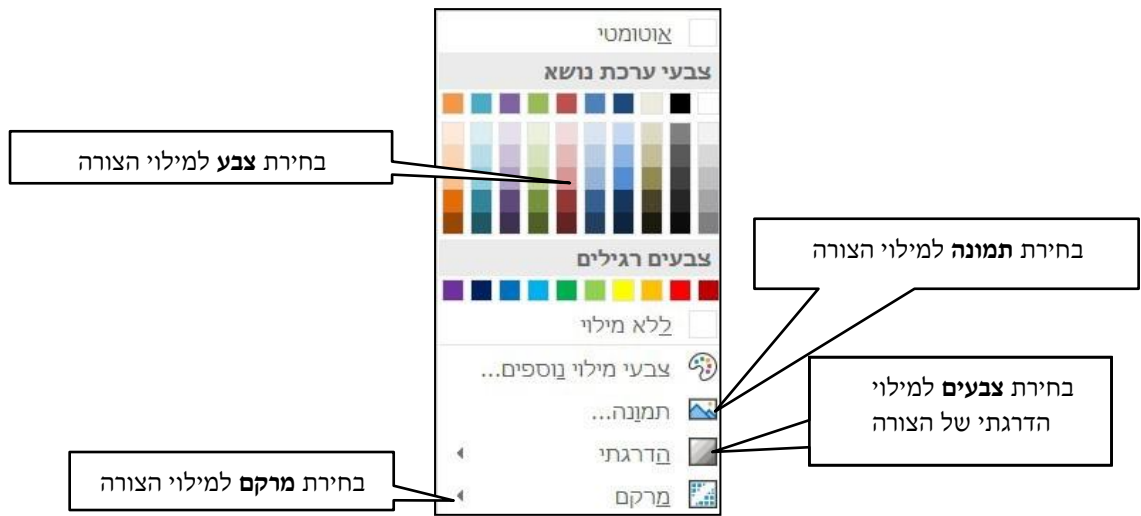 אוטומטי
צבעי ערכת נושא
בחירת צבע למילוי הצורה
צבעים רגילים
בחירת תמונה למילוי הצורה
ללא מילוי
צבעי מילוי נוספים...
תמונה...
בחירת צבעים למילוי
הדרגתי של הצורה
הדרגתי
מרקם
בחירת מרקם למילוי הצורה